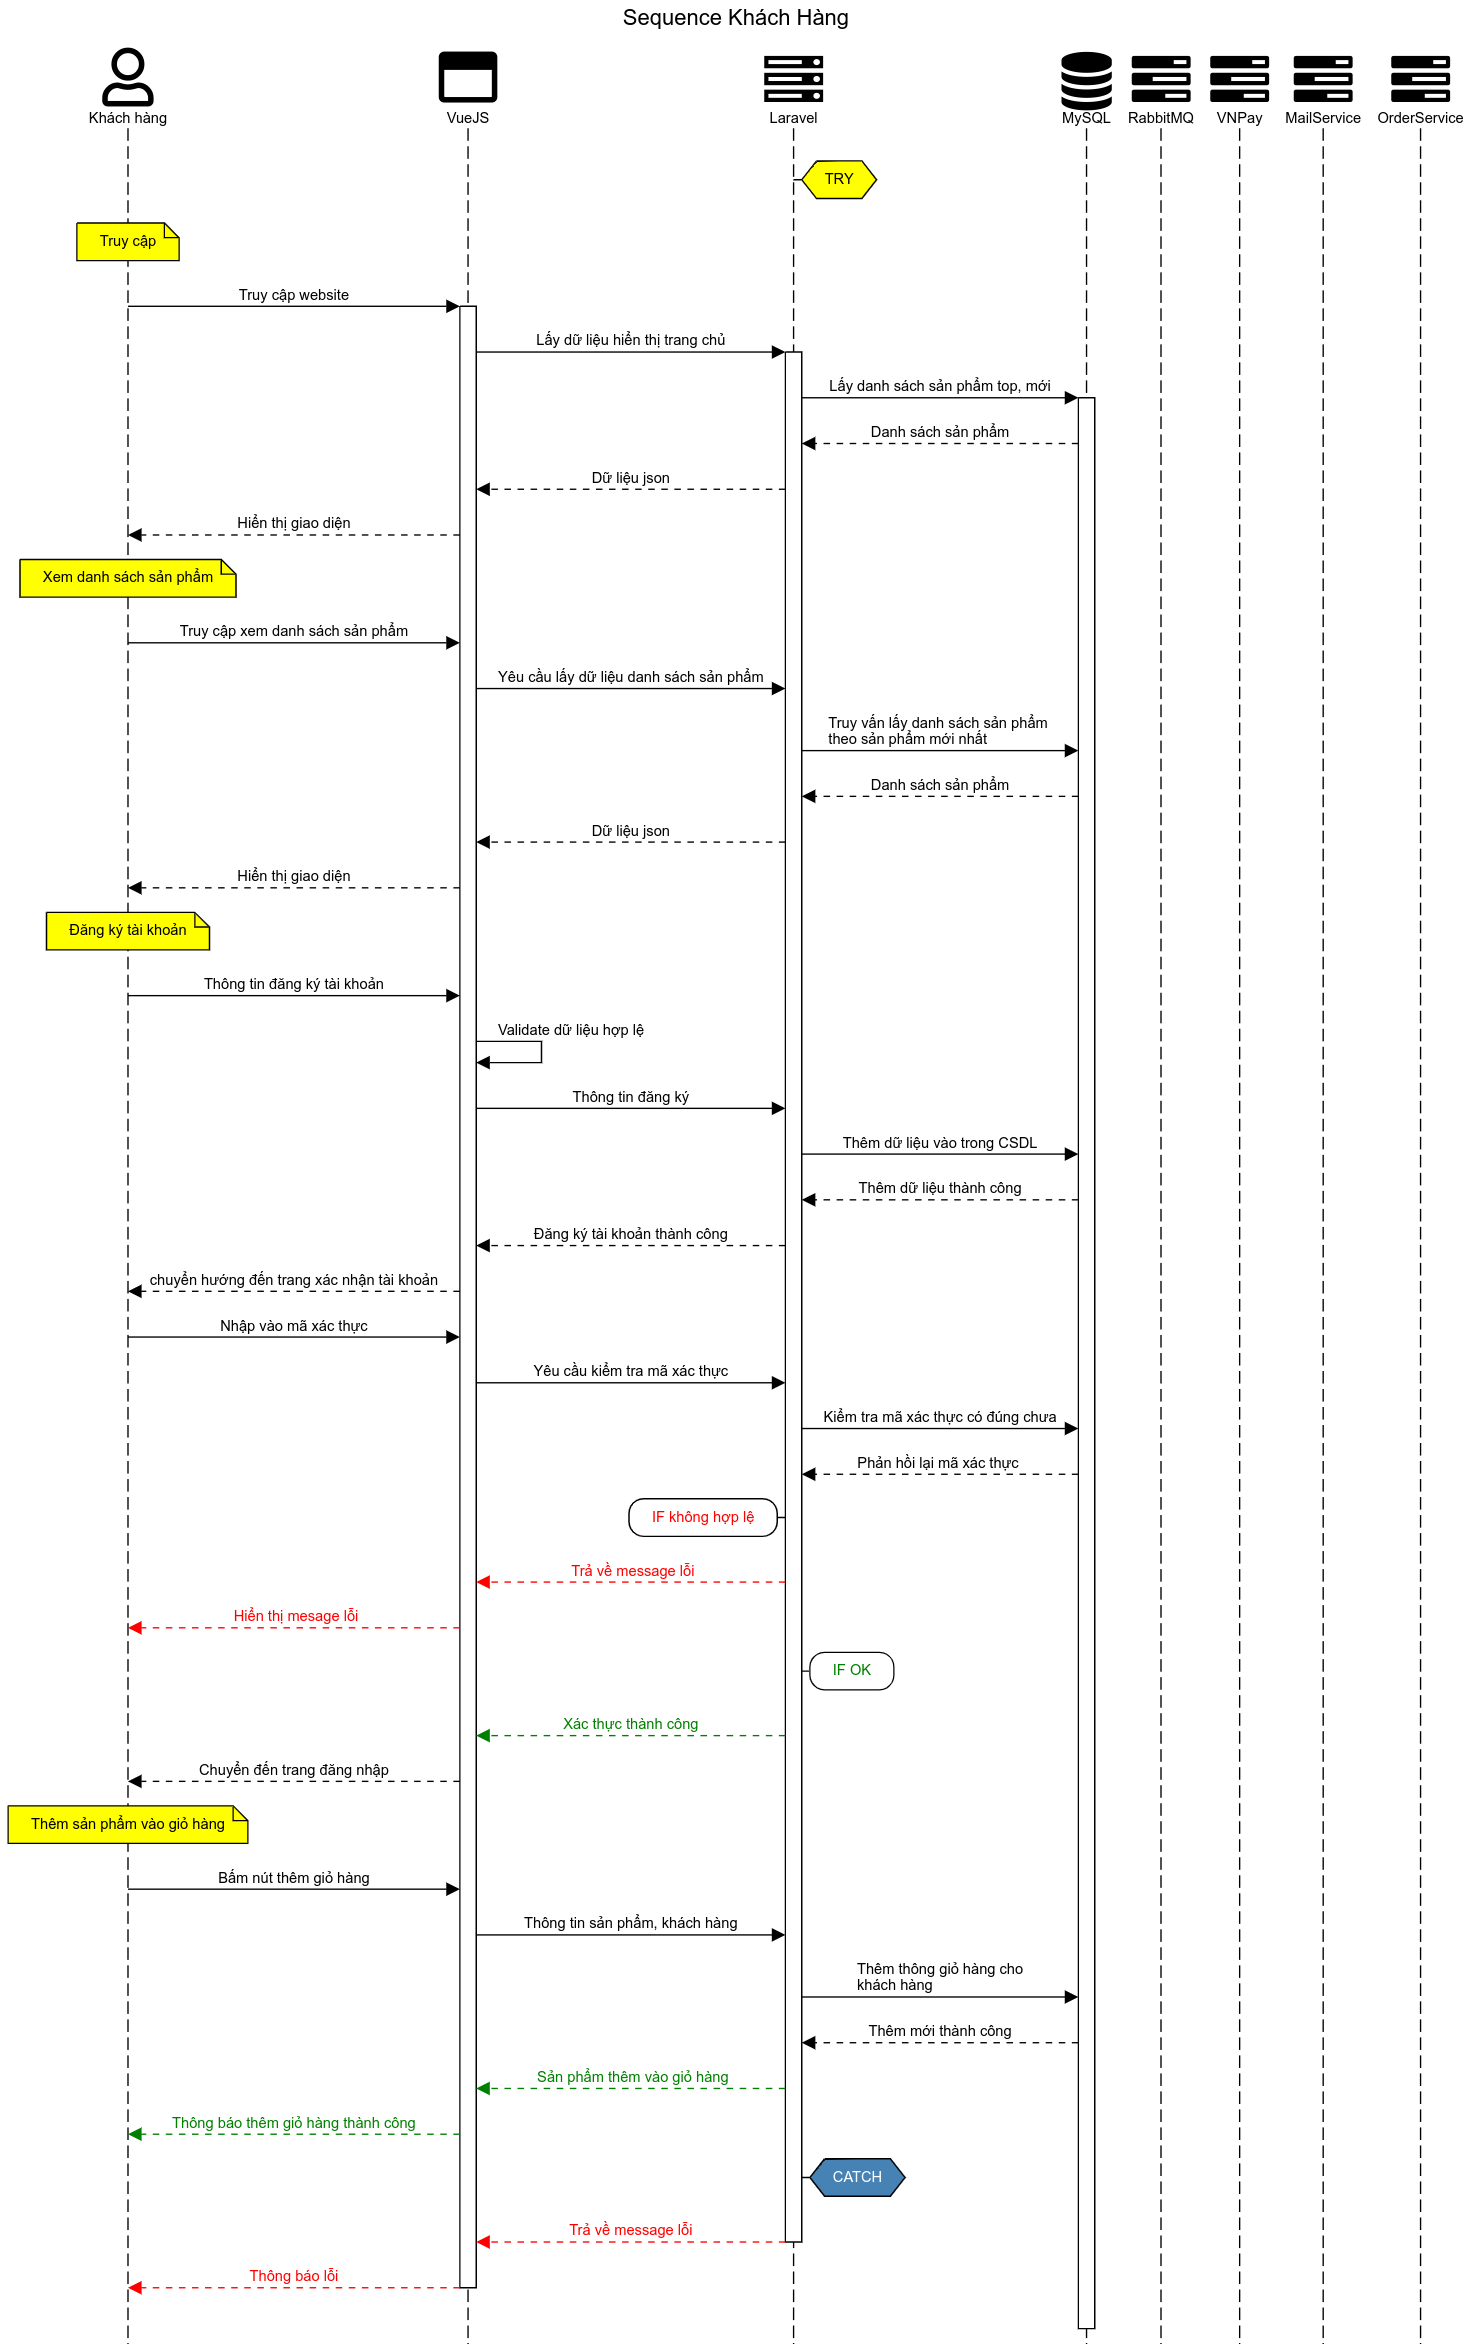 Sequence Khách Hàng
Khách hàng
VueJS
Laravel
MySQL
RabbitMQ
VNPay
MailService
OrderService
TRY
Truy cập
Truy cập website
Lấy dữ liệu hiển thị trang chủ
Lấy danh sách sản phẩm top, mới
Danh sách sản phẩm
Dữ liệu json
Hiển thị giao diện
Xem danh sách sản phẩm
Truy cập xem danh sách sản phẩm
Yêu cầu lấy dữ liệu danh sách sản phẩm
Truy vấn lấy danh sách sản phẩm
theo sản phẩm mới nhất
Danh sách sản phẩm
Dữ liệu json
Hiển thị giao diện
Đăng ký tài khoản
Thông tin đăng ký tài khoản
Validate dữ liệu hợp lệ
Thông tin đăng ký
Thêm dữ liệu vào trong CSDL
Thêm dữ liệu thành công
Đăng ký tài khoản thành công
chuyển hướng đến trang xác nhận tài khoản
Nhập vào mã xác thực
Yêu cầu kiểm tra mã xác thực
Kiểm tra mã xác thực có đúng chưa
Phản hồi lại mã xác thực
IF không hợp lệ
Trả về message lỗi
Hiển thị mesage lỗi
IF OK
Xác thực thành công
Chuyển đến trang đăng nhập
Thêm sản phẩm vào giỏ hàng
Bấm nút thêm giỏ hàng
Thông tin sản phẩm, khách hàng
Thêm thông giỏ hàng cho
khách hàng
Thêm mới thành công
Sản phẩm thêm vào giỏ hàng
Thông báo thêm giỏ hàng thành công
CATCH
Trả về message lỗi
Thông báo lỗi